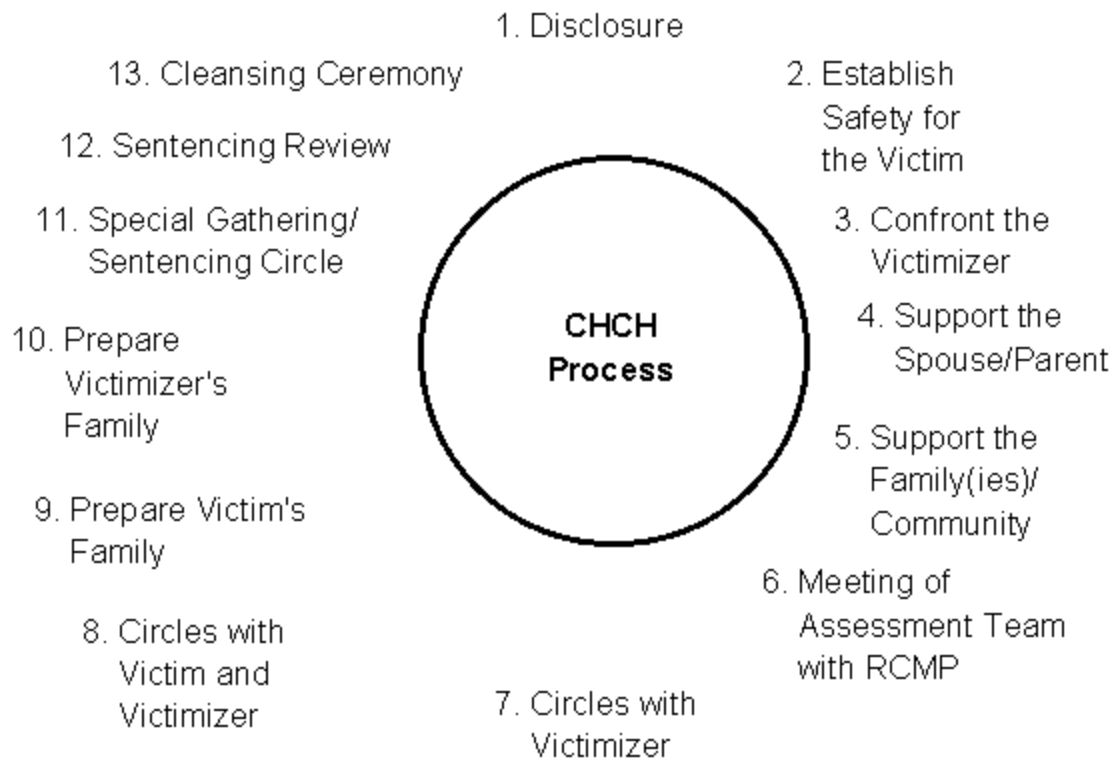 1. Disclosure
2. Establish
Safety for
the Victim
3. Confront the
Victimizer
4. Support the
Spouse/Parent
5. Support the
Family(ies)/
Community
6. Meeting of
Assessment Team
with RCMP
7. Circles with
Victimizer
8. Circles with
Victim and
Victimizer
9. Prepare Victim's
Family
10. Prepare
Victimizer's
Family
11. Special Gathering/
Sentencing Circle
12. Sentencing Review
13. Cleansing Ceremony
CHCH
Process